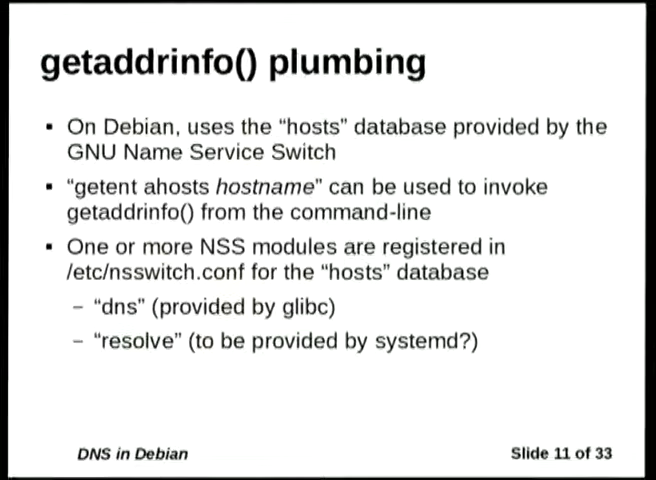 getaddrinfo() plumbing
▪ On Debian, uses the “hosts” database provided by the
GNU Name Service Switch
▪ “getent ahosts hostname” can be used to invoke
getaddrinfo() from the command-line
▪ One or more NSS modules are registered in
/etc/nsswitch.conf for the “hosts” database
– “dns” (provided by glibc)
– “resolve” (to be provided by systemd?)
DNS in Debian
Slide 11 of 33